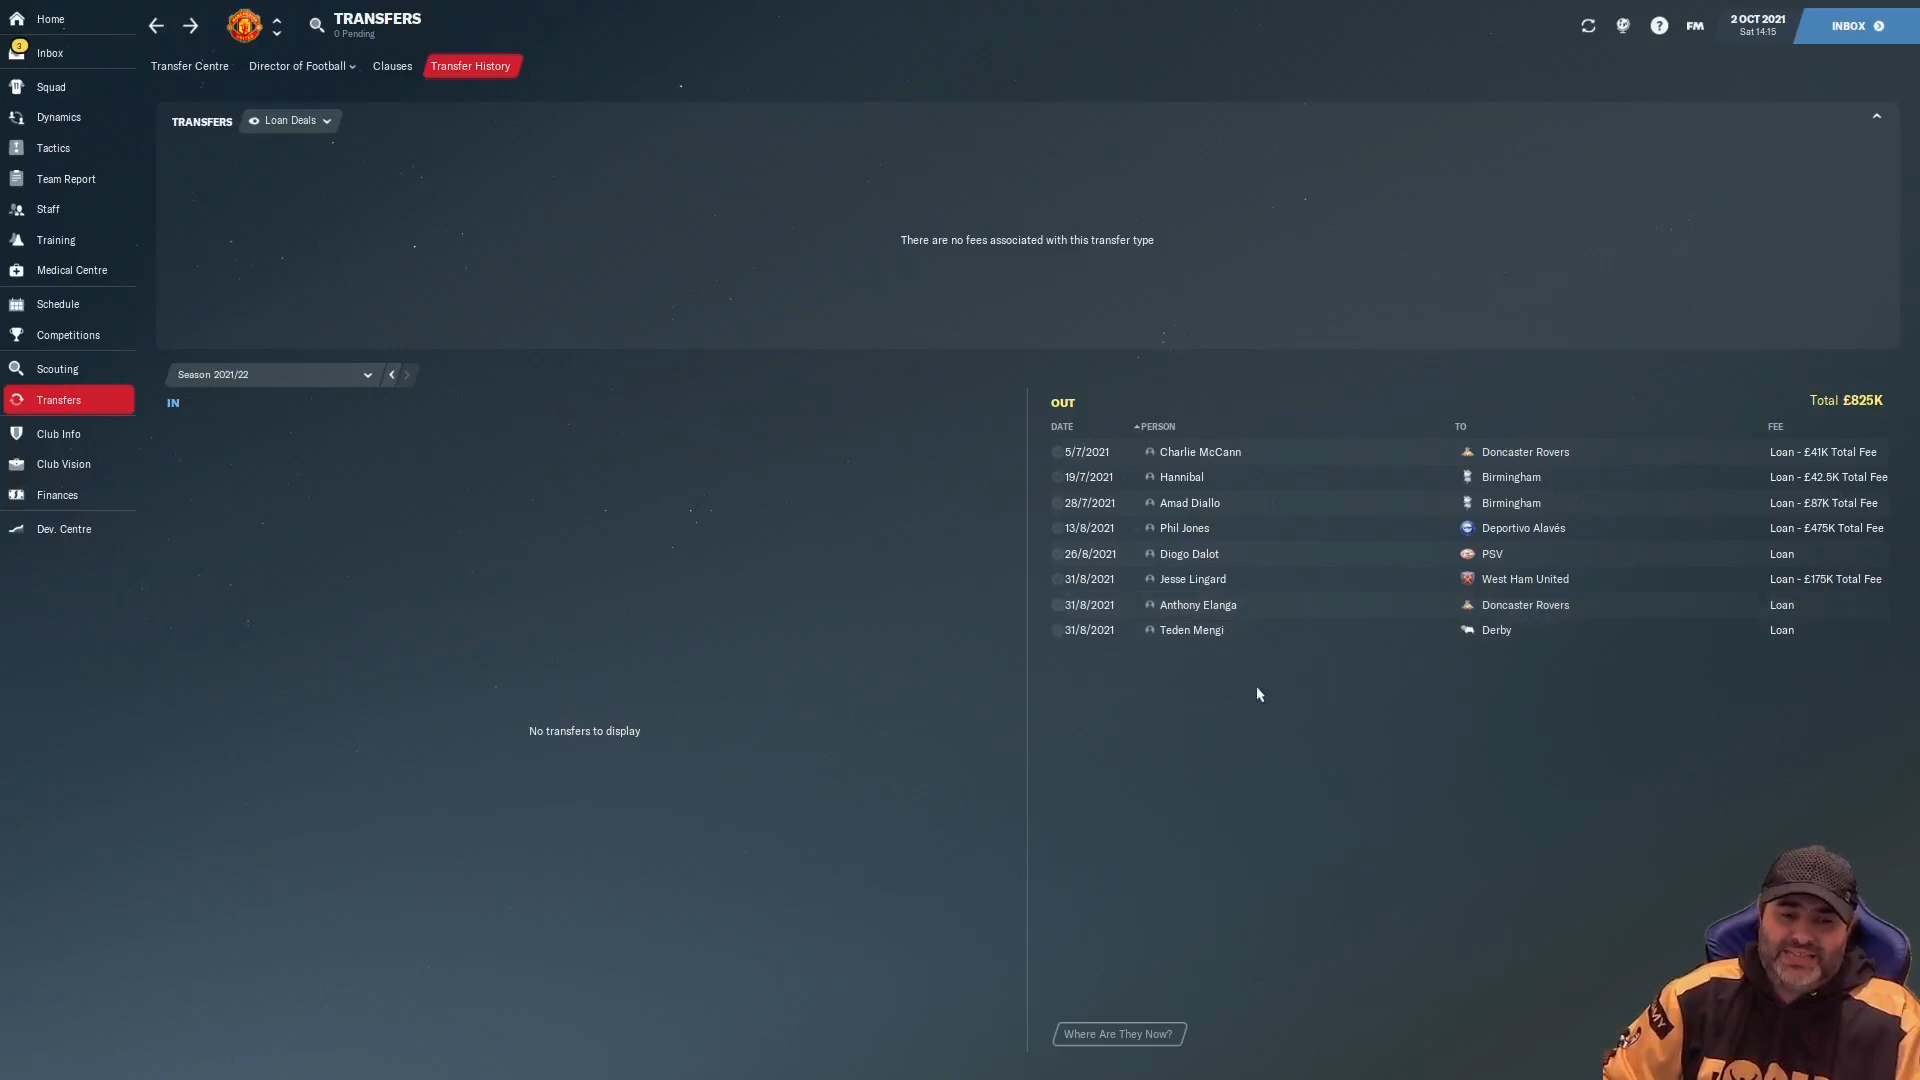 Home
TRANSFERS
0 Pending
FM
2 OCT 2021
Sat 14:15
INBOX
3
Inbox
Transfer Centre
Director of Football
Clauses
Transfer History
Squad
Dynamics
Tactics
Team Report
Staff
Training
Medical Centre
Schedule
Competitions
Scouting
Transfers
Club Info
Club Vision
Finances
Dev. Centre
TRANSFERS
Loan Deals
There are no fees associated with this transfer type
Season 2021/22
IN
No transfers to display
OUT
Total £825K
DATE PERSON TO FEE
5/7/2021 Charlie McCann Doncaster Rovers Loan - £41K Total Fee
19/7/2021 Hannibal Birmingham Loan - £42.5K Total Fee
28/7/2021 Amad Diallo Birmingham Loan - £87K Total Fee
13/8/2021 Phil Jones Deportivo Alavés Loan - £475K Total Fee
26/8/2021 Diogo Dalot PSV Loan
31/8/2021 Jesse Lingard West Ham United Loan - £175K Total Fee
31/8/2021 Anthony Elanga Doncaster Rovers Loan
31/8/2021 Teden Mengi Derby Loan
Where Are They Now?